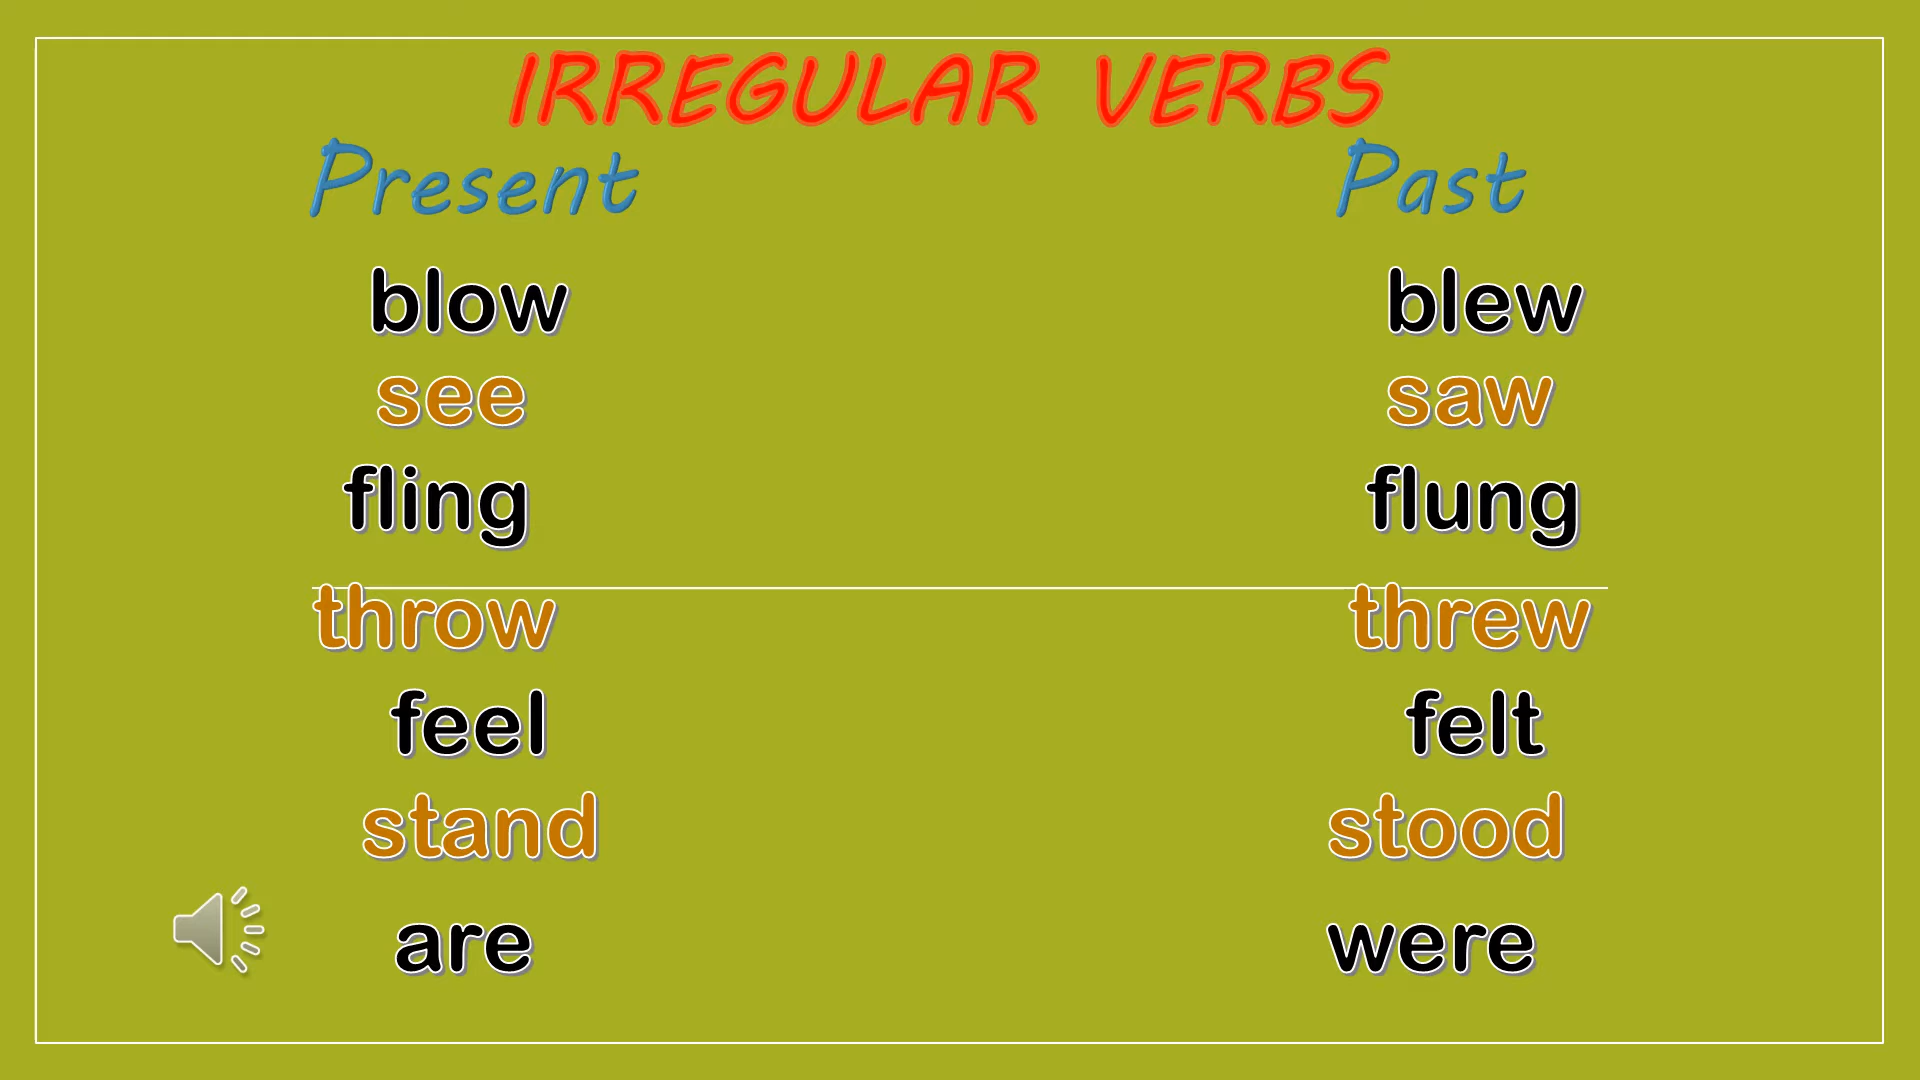 IRREGULAR VERBS
Present Past
blow blew
see saw
fling flung
throw threw
feel felt
stand stood
are were